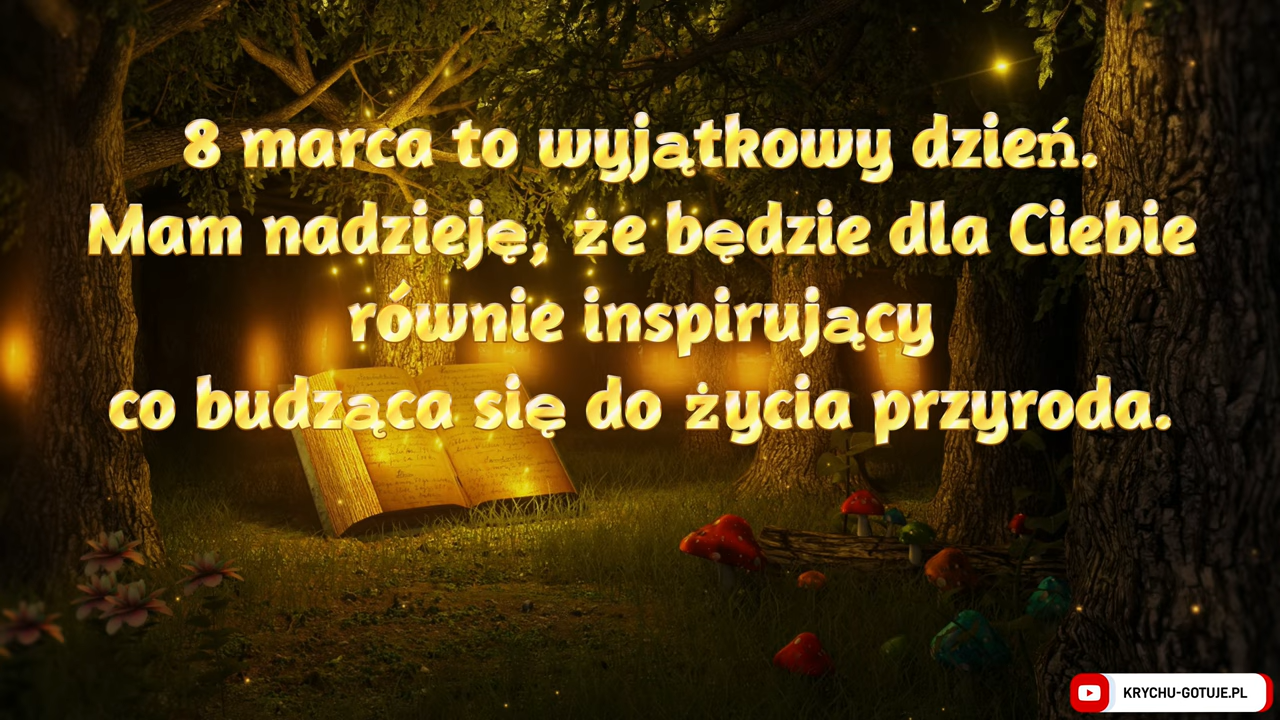 8 marca to wyjątkowy dzień.
Mam nadzieję, że będzie dla Ciebie
równie inspirujący
co budząca się do życia przyroda.
KRYCHU-GOTUJE.PL